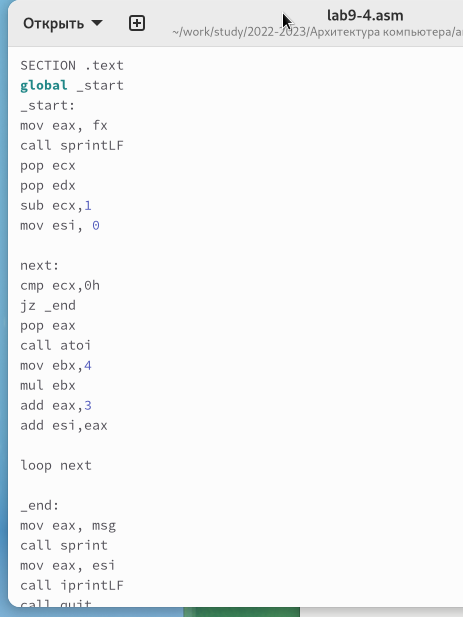 Открыть
lab9-4.asm
~/work/study/2022-2023/Архитектура компьютера/a
SECTION .text
global _start
_start:
mov eax, fx
call sprintLF
pop ecx
pop edx
sub ecx,1
mov esi, 0
next:
cmp ecx,0h
jz _end
pop eax
call atoi
mov ebx,4
mul ebx
add eax,3
add esi,eax
loop next
_end:
mov eax, msg
call sprint
mov eax, esi
call iprintLF
call quit